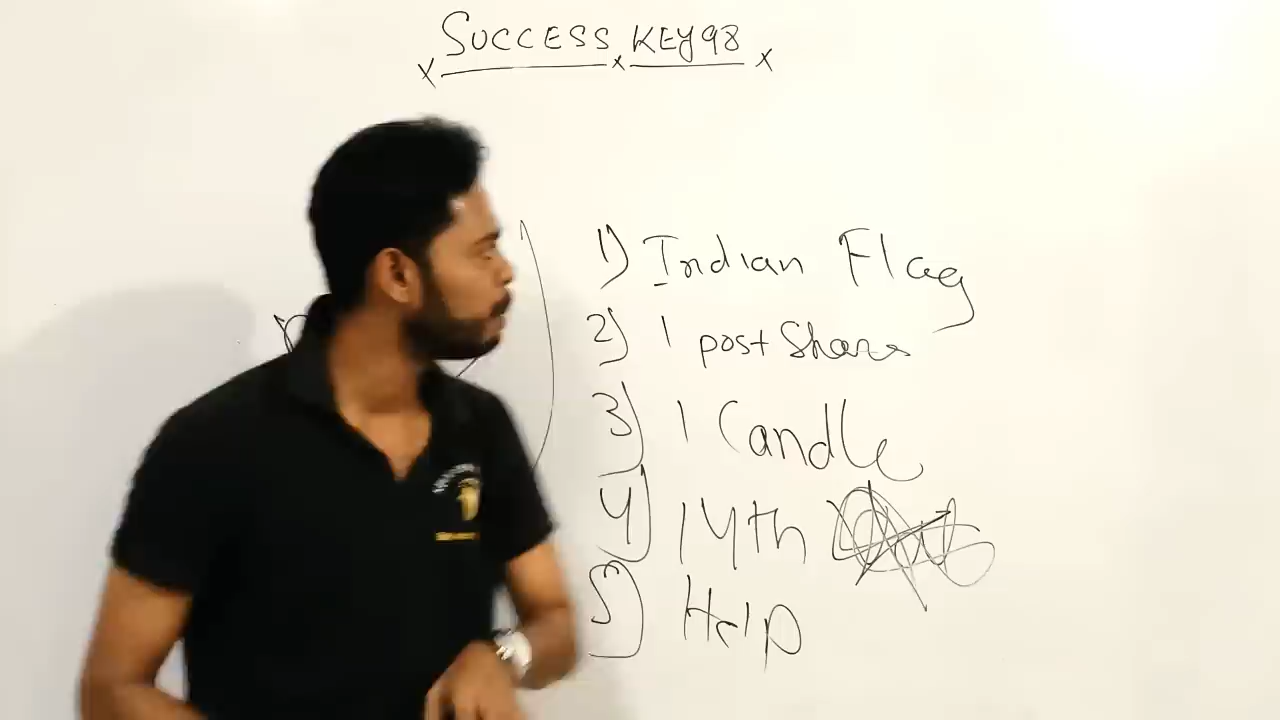 SUCCESS KEY98
1) Indian Flag
2) 1 post Share
3) 1 Candle
4) 14th
5) Help